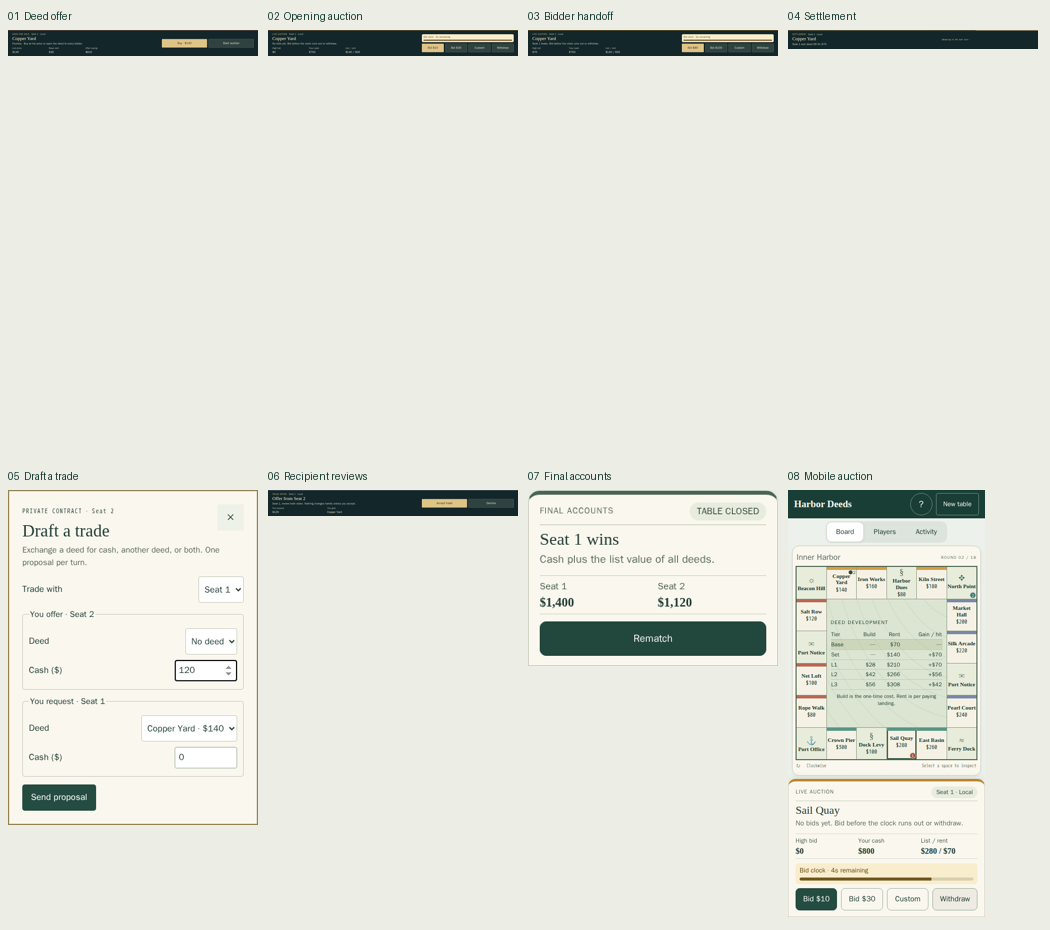 01 Deed offer
02 Opening auction
03 Bidder handoff
04 Settlement
Copper Yard
Copper Yard
Copper Yard
Copper Yard
05 Draft a trade
06 Recipient reviews
07 Final accounts
08 Mobile auction
PRIVATE CONTRACT · Seat 2
×
Draft a trade
Exchange a deed for cash, another deed, or both. One
proposal per turn.
Trade with
Seat 1
You offer · Seat 2
Deed
No deed
Cash ($)
120
You request · Seat 1
Deed
Copper Yard · $140
Cash ($)
0
Send proposal
Offer from Seat 2
FINAL ACCOUNTS
TABLE CLOSED
Seat 1 wins
Cash plus the list value of all deeds.
Seat 1
Seat 2
$1,400
$1,120
Rematch
Harbor Deeds
?
New table
Board
Players
Activity
Inner Harbor
ROUND 02 / 18
Beacon Hill
Copper
Yard
$140
Iron Works
$160
§
Harbor
Dues
$80
Kiln Street
$180
North Point
Salt Row
$120
Market
Hall
$200
Port Notice
Silk Arcade
$220
Net Loft
$100
Port Notice
Rope Walk
$80
Pearl Court
$240
DEED DEVELOPMENT
Tier Build Rent Gain / hit
Base — $70 —
Set — $140 +$70
L1 $28 $210 +$70
L2 $42 $266 +$56
L3 $56 $308 +$42
Build is the one-time cost. Rent is per paying
landing.
Port Office
Crown Pier
$300
§
Dock Levy
$100
Sail Quay
$280
East Basin
$260
Ferry Dock
Clockwise
Select a space to inspect
LIVE AUCTION
Seat 1 · Local
Sail Quay
No bids yet. Bid before the clock runs out or withdraw.
High bid
Your cash
List / rent
$0
$800
$280 / $70
Bid clock · 4s remaining
Bid $10
Bid $30
Custom
Withdraw